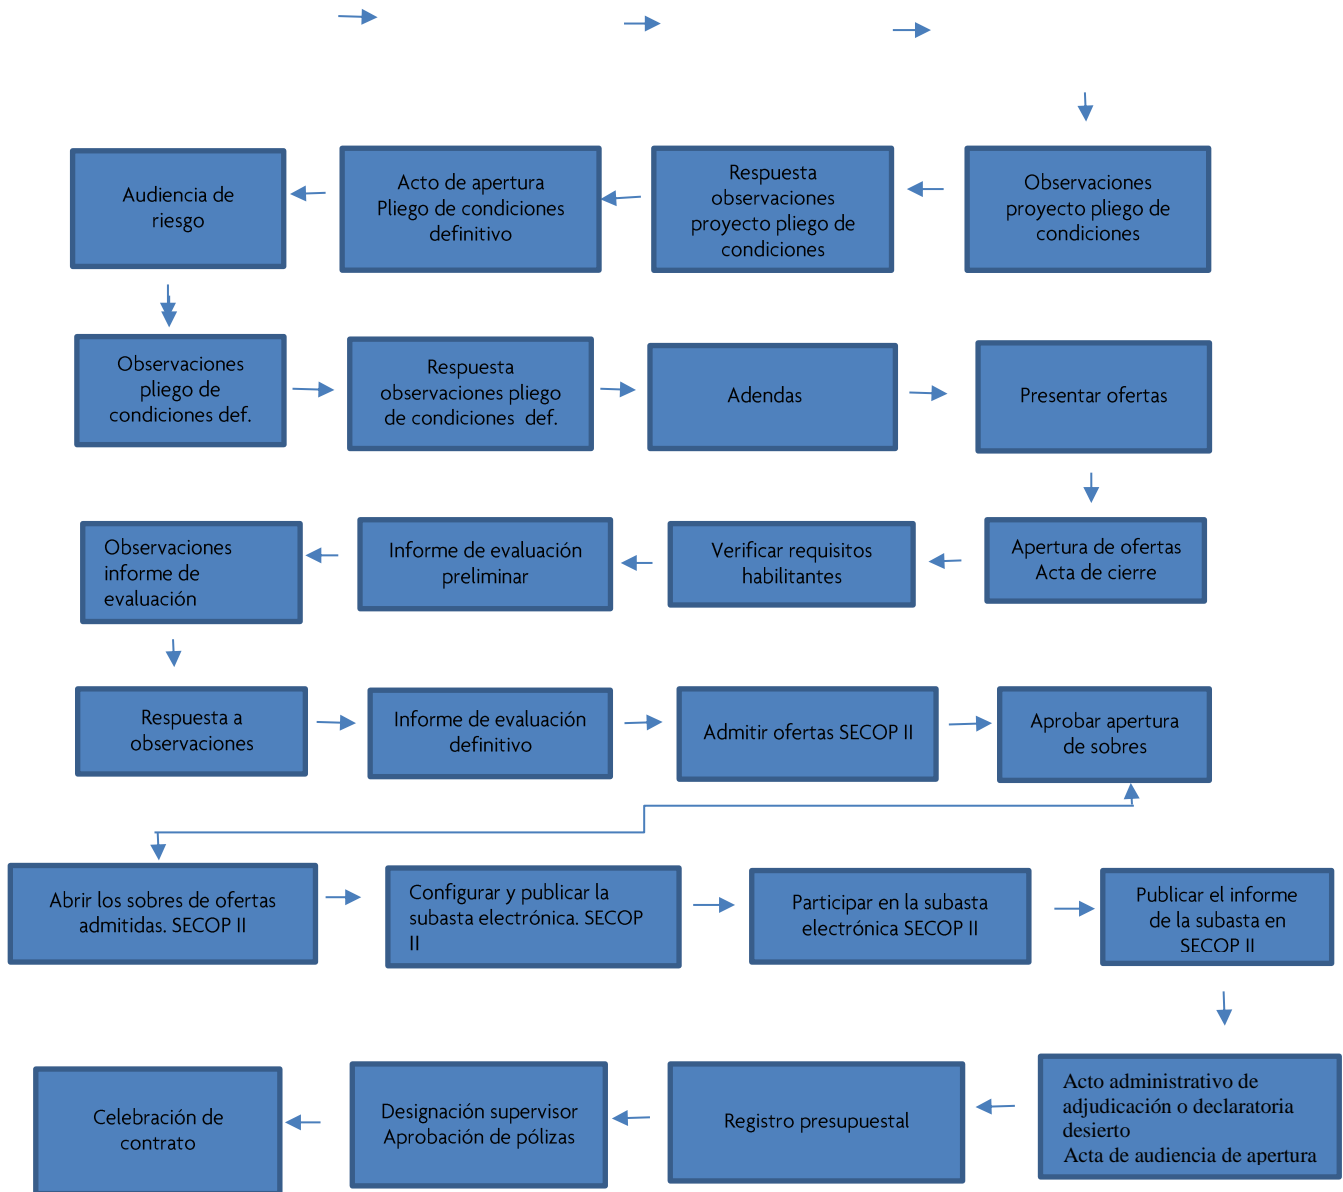 Observaciones
proyecto pliego de
condiciones
Respuesta
observaciones
proyecto pliego de
condiciones
Acto de apertura
Pliego de condiciones
definitivo
Audiencia de
riesgo
Observaciones
pliego de
condiciones def.
Respuesta
observaciones pliego
de condiciones def.
Adendas
Presentar ofertas
Apertura de ofertas
Acta de cierre
Verificar requisitos
habilitantes
Informe de evaluación
preliminar
Observaciones
informe de
evaluación
Respuesta a
observaciones
Informe de evaluación
definitivo
Admitir ofertas SECOP II
Aprobar apertura
de sobres
Abrir los sobres de ofertas
admitidas. SECOP II
Configurar y publicar la
subasta electrónica. SECOP
II
Participar en la subasta
electrónica SECOP II
Publicar el informe
de la subasta en
SECOP II
Acto administrativo de
adjudicación o declaratoria
desierto
Acta de audiencia de apertura
Registro presupuestal
Designación supervisor
Aprobación de pólizas
Celebración de
contrato